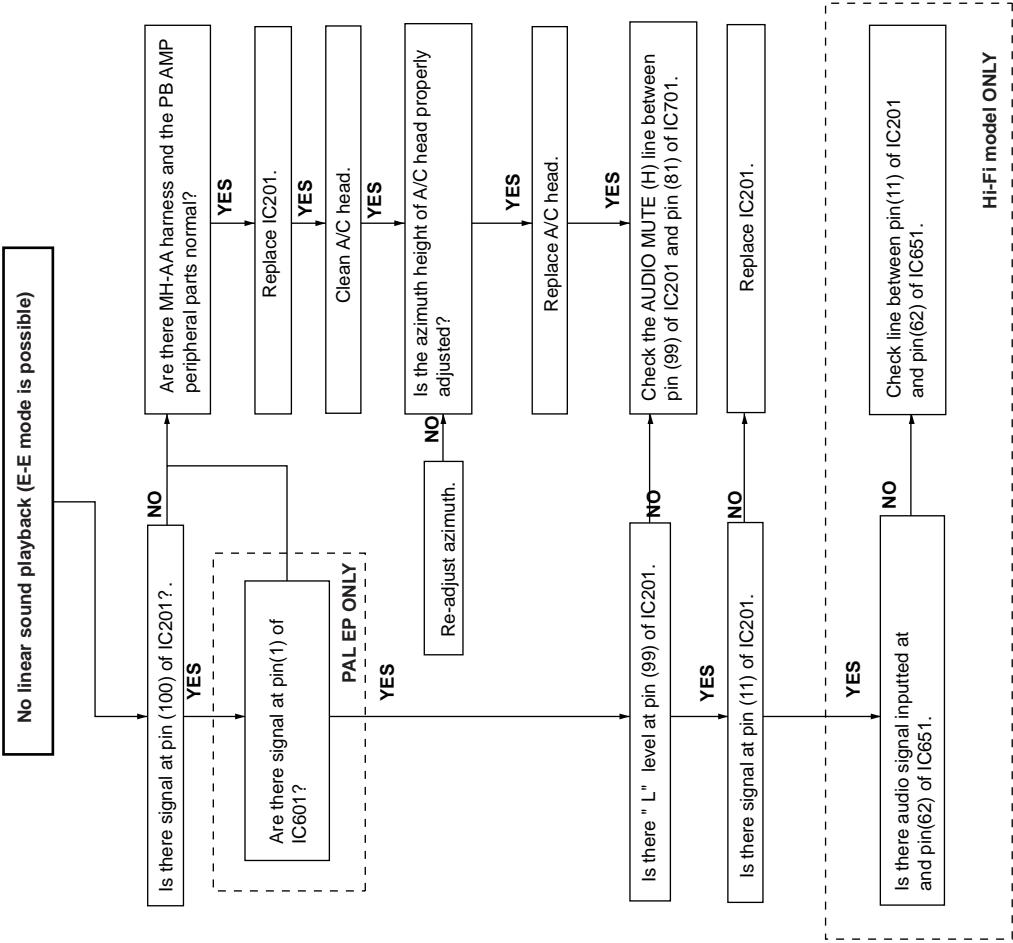 No linear sound playback (E-E mode is possible)
Is there signal at pin (100) of IC201?.
NO
YES
Are there MH-AA harness and the PB AMP
peripheral parts normal?
YES
Replace IC201.
YES
Clean A/C head.
YES
Are there signal at pin(1) of
IC601?
PAL EP ONLY
YES
Is the azimuth height of A/C head properly
adjusted?
NO
Re-adjust azimuth.
YES
Replace A/C head.
YES
Is there " L" level at pin (99) of IC201.
NO
Check the AUDIO MUTE (H) line between
pin (99) of IC201 and pin (81) of IC701.
YES
Is there signal at pin (11) of IC201.
NO
Replace IC201.
YES
Is there audio signal inputted at
and pin(62) of IC651.
NO
Check line between pin(11) of IC201
and pin(62) of IC651.
Hi-Fi model ONLY